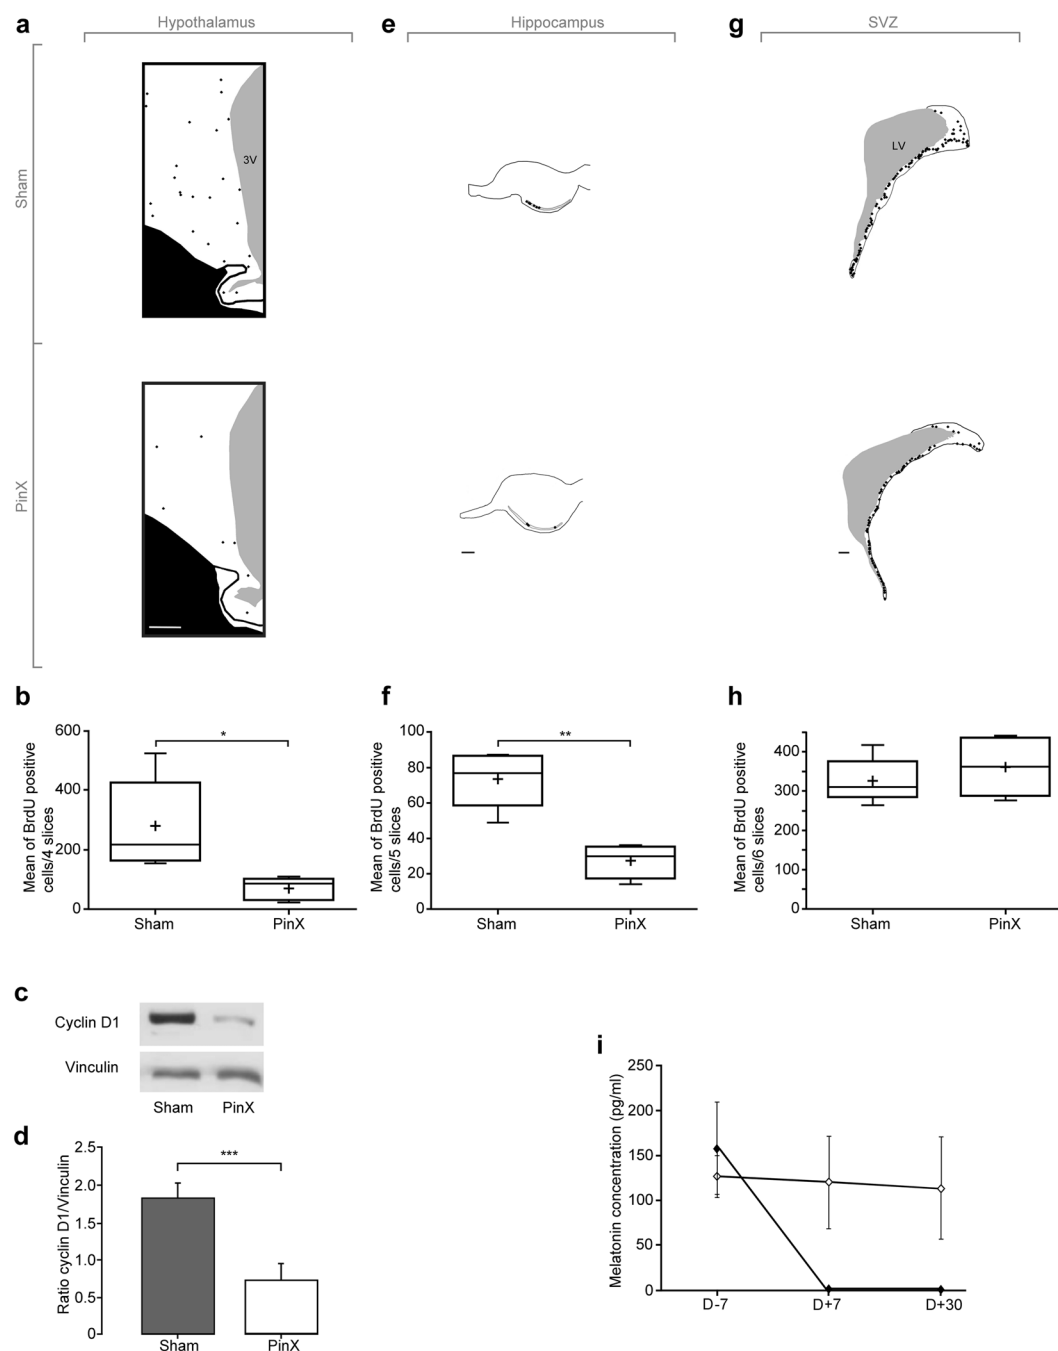 a
Hypothalamus
e
Hippocampus
g
SVZ
Sham
3V
LV
PinX
b
Mean of BrdU positive
cells/4 slices
600
400
200
0
*
Sham
PinX
f
Mean of BrdU positive
cells/5 slices
100
80
60
40
20
0
**
Sham
PinX
h
Mean of BrdU positive
cells/6 slices
400
300
200
100
0
Sham
PinX
c
Cyclin D1
Vinculin
Sham
PinX
d
Ratio cyclin D1/Vinculin
2.5
2.0
1.5
1.0
0.5
0
***
Sham
PinX
i
Melatonin concentration (pg/ml)
250
200
150
100
50
0
D-7
D+7
D+30